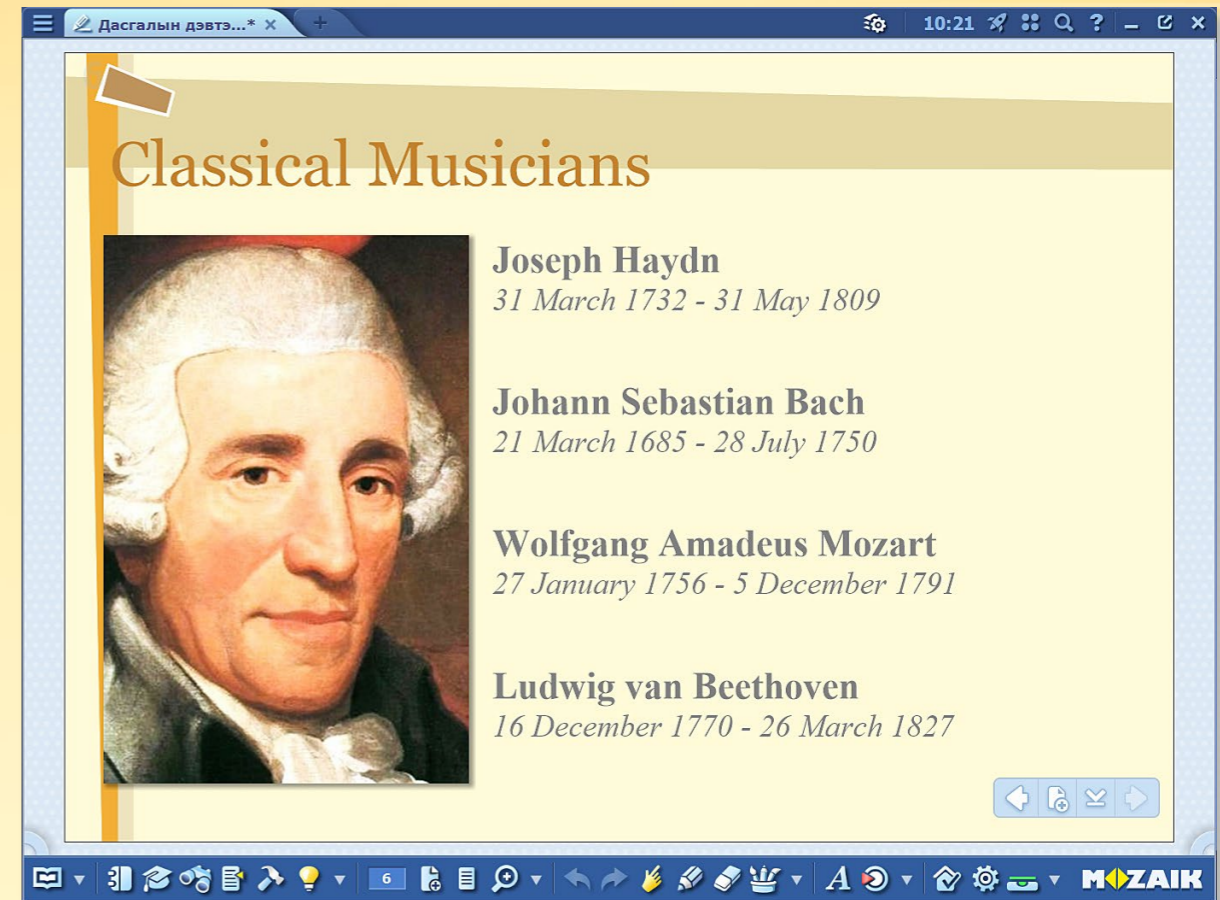 Дасгалын дэвтэ...*
10:21
Classical Musicians
Joseph Haydn
31 March 1732 - 31 May 1809
Johann Sebastian Bach
21 March 1685 - 28 July 1750
Wolfgang Amadeus Mozart
27 January 1756 - 5 December 1791
Ludwig van Beethoven
16 December 1770 - 26 March 1827
6
MOZAIK